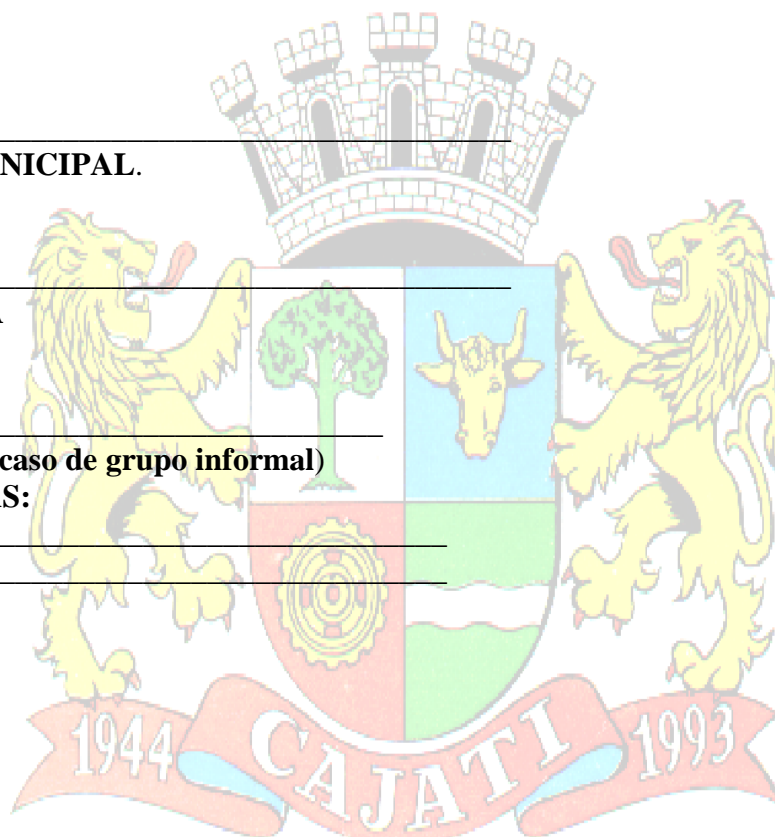 NICIPAL.
A
caso de grupo informal)
AS:
1944 CAJATI 1993